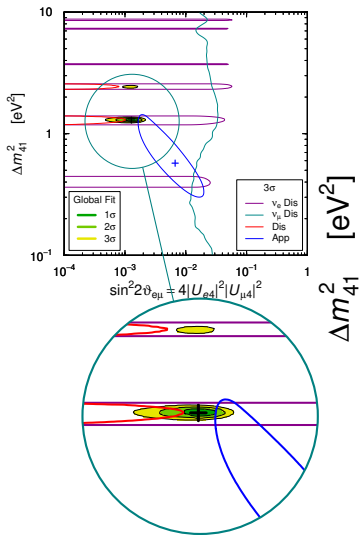 10
1
10⁻¹
Δm²₄₁ [eV²]
Global Fit
1σ
2σ
3σ
3σ
νₑ Dis
νμ Dis
Dis
App
10⁻⁴ 10⁻³ 10⁻² 10⁻¹ 1
sin²2ϑₑμ = 4|Uₑ₄|²|Uμ₄|²
Δm²₄₁ [eV²]